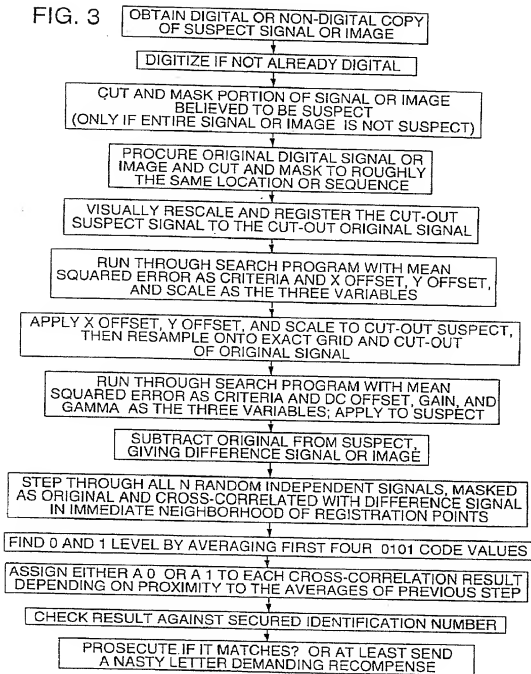 FIG. 3
OBTAIN DIGITAL OR NON-DIGITAL COPY
OF SUSPECT SIGNAL OR IMAGE
DIGITIZE IF NOT ALREADY DIGITAL
CUT AND MASK PORTION OF SIGNAL OR IMAGE
BELIEVED TO BE SUSPECT
(ONLY IF ENTIRE SIGNAL OR IMAGE IS NOT SUSPECT)
PROCURE ORIGINAL DIGITAL SIGNAL OR
IMAGE AND CUT AND MASK TO ROUGHLY
THE SAME LOCATION OR SEQUENCE
VISUALLY RESCALE AND REGISTER THE CUT-OUT
SUSPECT SIGNAL TO THE CUT-OUT ORIGINAL SIGNAL
RUN THROUGH SEARCH PROGRAM WITH MEAN
SQUARED ERROR AS CRITERIA AND X OFFSET, Y OFFSET,
AND SCALE AS THE THREE VARIABLES
APPLY X OFFSET, Y OFFSET, AND SCALE TO CUT-OUT SUSPECT,
THEN RESAMPLE ONTO EXACT GRID AND CUT-OUT
OF ORIGINAL SIGNAL
RUN THROUGH SEARCH PROGRAM WITH MEAN
SQUARED ERROR AS CRITERIA AND DC OFFSET, GAIN, AND
GAMMA AS THE THREE VARIABLES; APPLY TO SUSPECT
SUBTRACT ORIGINAL FROM SUSPECT,
GIVING DIFFERENCE SIGNAL OR IMAGE
STEP THROUGH ALL N RANDOM INDEPENDENT SIGNALS, MASKED
AS ORIGINAL AND CROSS-CORRELATED WITH DIFFERENCE SIGNAL
IN IMMEDIATE NEIGHBORHOOD OF REGISTRATION POINTS
FIND 0 AND 1 LEVEL BY AVERAGING FIRST FOUR 0101 CODE VALUES
ASSIGN EITHER A 0 OR A 1 TO EACH CROSS-CORRELATION RESULT
DEPENDING ON PROXIMITY TO THE AVERAGES OF PREVIOUS STEP
CHECK RESULT AGAINST SECURED IDENTIFICATION NUMBER
PROSECUTE IF IT MATCHES? OR AT LEAST SEND
A NASTY LETTER DEMANDING RECOMPENSE